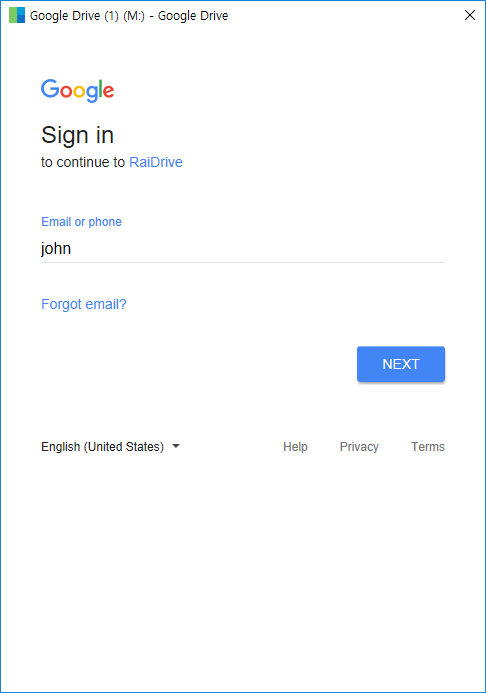 Google Drive (1) (M:) - Google Drive
Google
Sign in
to continue to RaiDrive
Email or phone
john
Forgot email?
NEXT
English (United States) Help Privacy Terms